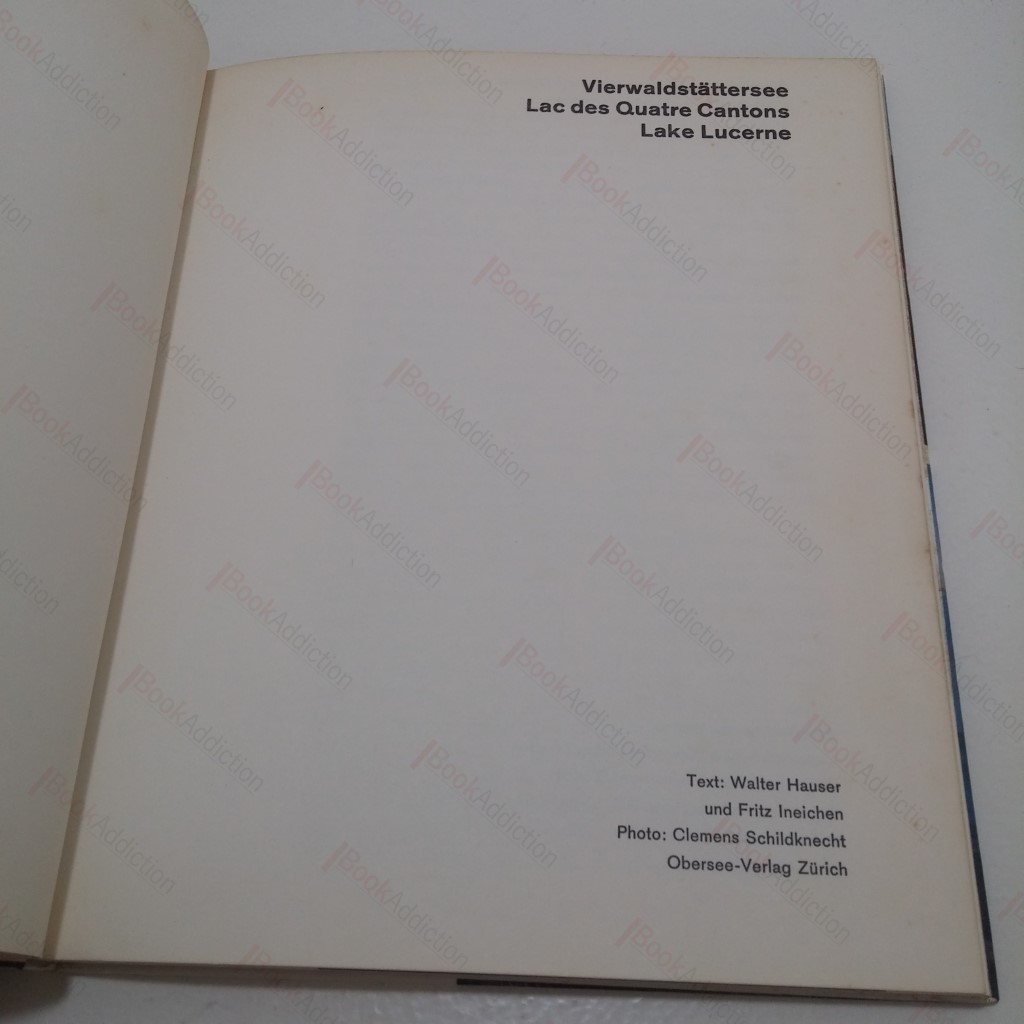 Vierwaldstättersee
Lac des Quatre Cantons
Lake Lucerne
Text: Walter Hauser
und Fritz Ineichen
Photo: Clemens Schildknecht
Obersee-Verlag Zürich
BookAddiction